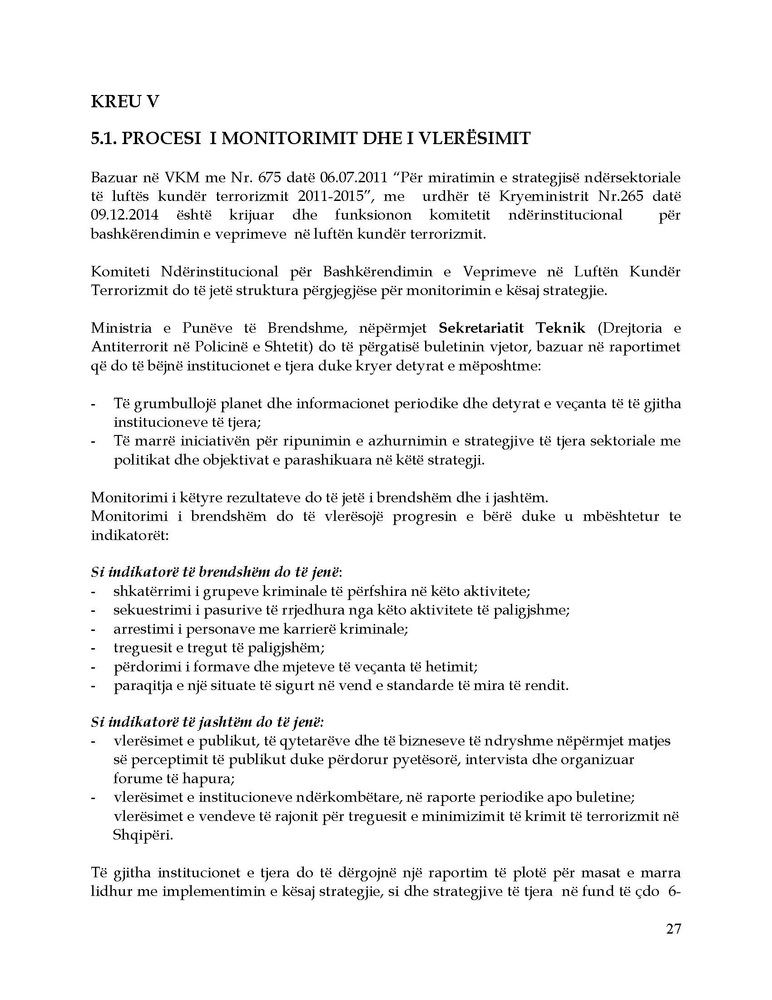 KREU V
5.1. PROCESI I MONITORIMIT DHE I VLERËSIMIT
Bazuar në VKM me Nr. 675 datë 06.07.2011 “Për miratimin e strategjisë ndërsektoriale
të luftës kundër terrorizmit 2011-2015”, me urdhër të Kryeministrit Nr.265 datë
09.12.2014 është krijuar dhe funksionon komitetit ndërinstitucional për
bashkërendimin e veprimeve në luftën kundër terrorizmit.
Komiteti Ndërinstitucional për Bashkërendimin e Veprimeve në Luftën Kundër
Terrorizmit do të jetë struktura përgjegjëse për monitorimin e kësaj strategjie.
Ministria e Punëve të Brendshme, nëpërmjet Sekretariatit Teknik (Drejtoria e
Antiterrorit në Policinë e Shtetit) do të përgatisë buletinin vjetor, bazuar në raportimet
që do të bëjnë institucionet e tjera duke kryer detyrat e mëposhtme:
- Të grumbullojë planet dhe informacionet periodike dhe detyrat e veçanta të të gjitha
institucioneve të tjera;
- Të marrë iniciativën për ripunimin e azhurnimin e strategjive të tjera sektoriale me
politikat dhe objektivat e parashikuara në këtë strategji.
Monitorimi i këtyre rezultateve do të jetë i brendshëm dhe i jashtëm.
Monitorimi i brendshëm do të vlerësojë progresin e bërë duke u mbështetur te
indikatorët:
Si indikatorë të brendshëm do të jenë:
- shkatërrimi i grupeve kriminale të përfshira në këto aktivitete;
- sekuestrimi i pasurive të rrjedhura nga këto aktivitete të paligjshme;
- arrestimi i personave me karrierë kriminale;
- treguesit e tregut të paligjshëm;
- përdorimi i formave dhe mjeteve të veçanta të hetimit;
- paraqitja e një situate të sigurt në vend e standarde të mira të rendit.
Si indikatorë të jashtëm do të jenë:
- vlerësimet e publikut, të qytetarëve dhe të bizneseve të ndryshme nëpërmjet matjes
së perceptimit të publikut duke përdorur pyetësorë, intervista dhe organizuar
forume të hapura;
- vlerësimet e institucioneve ndërkombëtare, në raporte periodike apo buletine;
vlerësimet e vendeve të rajonit për treguesit e minimizimit të krimit të terrorizmit në
Shqipëri.
Të gjitha institucionet e tjera do të dërgojnë një raportim të plotë për masat e marra
lidhur me implementimin e kësaj strategjie, si dhe strategjive të tjera në fund të çdo 6-
27